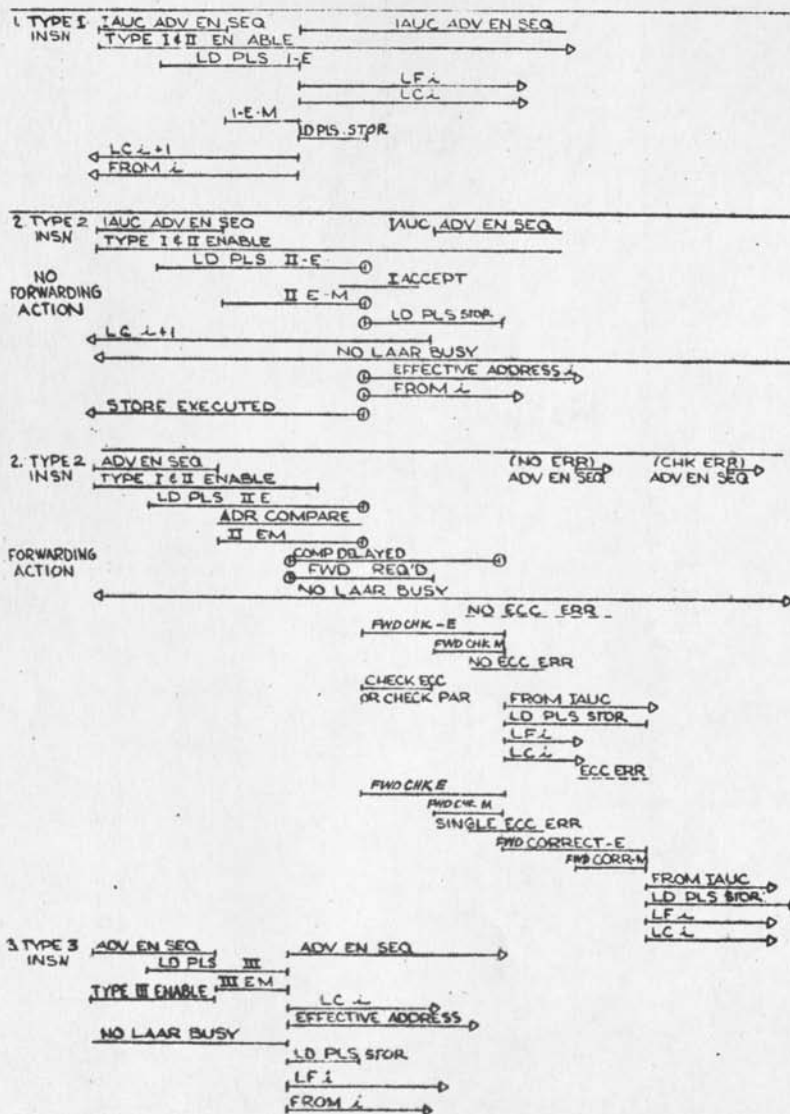 1. TYPE I IAUC ADV EN SEQ IAUC ADV EN SEQ
INSN TYPE I & II EN ABLE
LD PLS I-E
LF i
LC i
I-E-M
LD PLS. STOR
LC i+1
FROM i
2. TYPE 2 IAUC ADV EN SEQ IAUC ADV EN SEQ
INSN TYPE I & II ENABLE
LD PLS II-E
NO I ACCEPT
FORWARDING II E-M
ACTION LD PLS STOR
LC i+1
NO LAAR BUSY
EFFECTIVE ADDRESS i
FROM i
STORE EXECUTED
2. TYPE 2 ADV EN SEQ (NO ERR) (CHK ERR)
INSN TYPE I & II ENABLE ADV EN SEQ ADV EN SEQ
LD PLS II E
ADR COMPARE
II EM
FORWARDING COMP DELAYED
ACTION FWD REQ'D
NO LAAR BUSY
NO ECC ERR
FWD CHK-E
FWD CHK M
NO ECC ERR
CHECK ECC
OR CHECK PAR FROM IAUC
LD PLS STOR
LF i
LC i
ECC ERR
FWD CHK E
FWD CHK M
SINGLE ECC ERR
FWD CORRECT-E
FWD CORR-M
FROM IAUC
LD PLS STOR
LF i
LC i
3. TYPE 3 ADV EN SEQ ADV EN SEQ
INSN LD PLS III
III EM
TYPE III ENABLE LC i
EFFECTIVE ADDRESS
NO LAAR BUSY
LD PLS STOR
LF i
FROM i